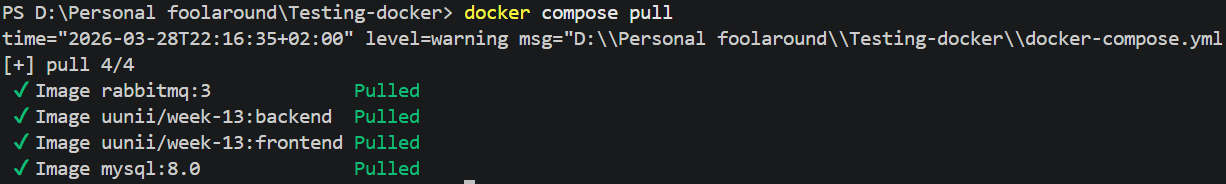 PS D:\Personal foolaround\Testing-docker> docker compose pull
time="2026-03-28T22:16:35+02:00" level=warning msg="D:\\Personal foolaround\\Testing-docker\\docker-compose.yml
[+] pull 4/4
✓ Image rabbitmq:3 Pulled
✓ Image uunii/week-13:backend Pulled
✓ Image uunii/week-13:frontend Pulled
✓ Image mysql:8.0 Pulled